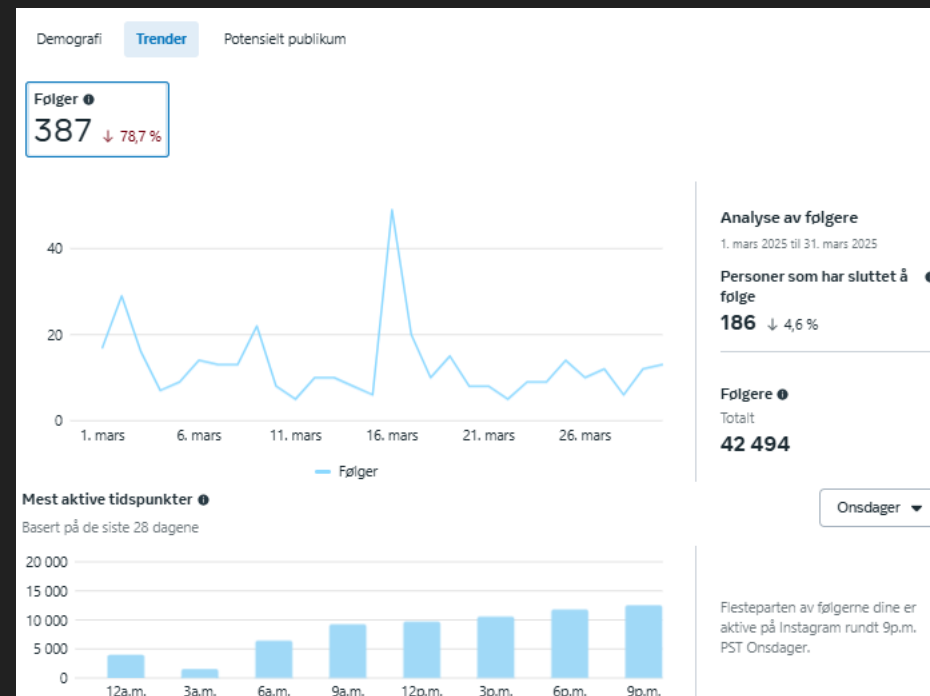 Demografi
Trender
Potensielt publikum
Følger
387 ↓ 78,7 %
40
20
0
1. mars
6. mars
11. mars
16. mars
21. mars
26. mars
Følger
Analyse av følgere
1. mars 2025 til 31. mars 2025
Personer som har sluttet å
følge
186 ↓ 4,6 %
Følgere
Totalt
42 494
Mest aktive tidspunkter
Basert på de siste 28 dagene
Onsdager
20 000
15 000
10 000
5 000
0
12a.m.
3a.m.
6a.m.
9a.m.
12p.m.
3p.m.
6p.m.
9p.m.
Flesteparten av følgerne dine er
aktive på Instagram rundt 9p.m.
PST Onsdager.